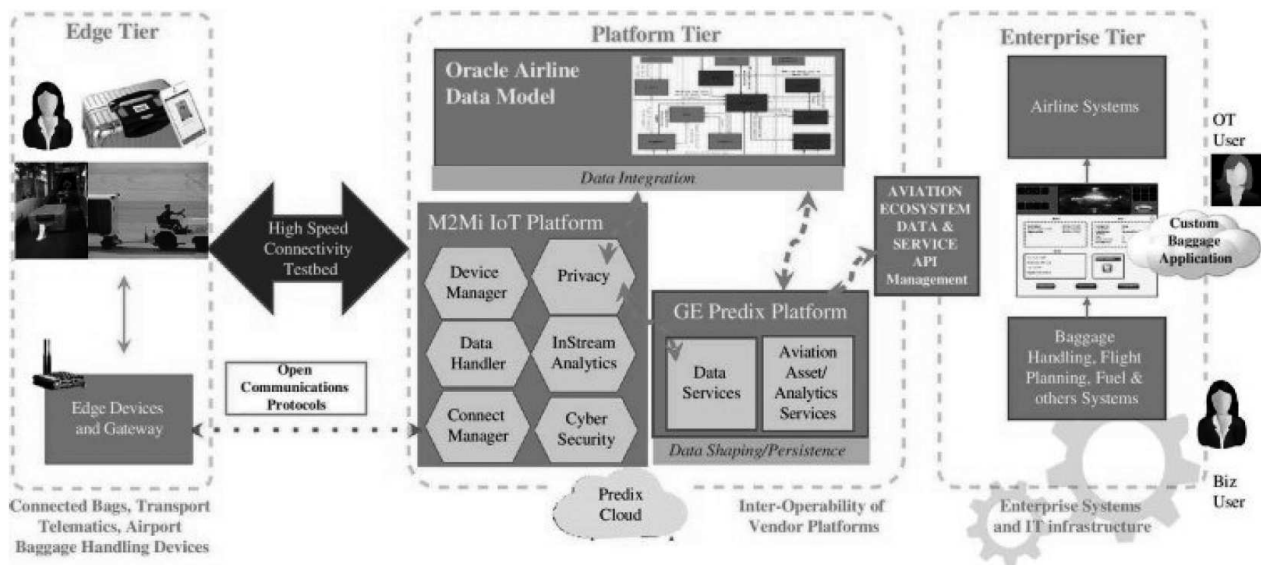 Edge Tier
Edge Devices
and Gateway
Connected Bags, Transport
Telematics, Airport
Baggage Handling Devices
High Speed
Connectivity
Testbed
Open
Communications
Protocols
Platform Tier
Oracle Airline
Data Model
Data Integration
M2Mi IoT Platform
Device
Manager
Privacy
Data
Handler
InStream
Analytics
Connect
Manager
Cyber
Security
GE Predix Platform
Data
Services
Aviation
Asset/
Analytics
Services
Data Shaping/Persistence
Predix
Cloud
Inter-Operability of
Vendor Platforms
AVIATION
ECOSYSTEM
DATA &
SERVICE
API
Management
Enterprise Tier
Airline Systems
OT
User
Custom
Baggage
Application
Baggage
Handling, Flight
Planning, Fuel &
others Systems
Biz
User
Enterprise Systems
and IT infrastructure